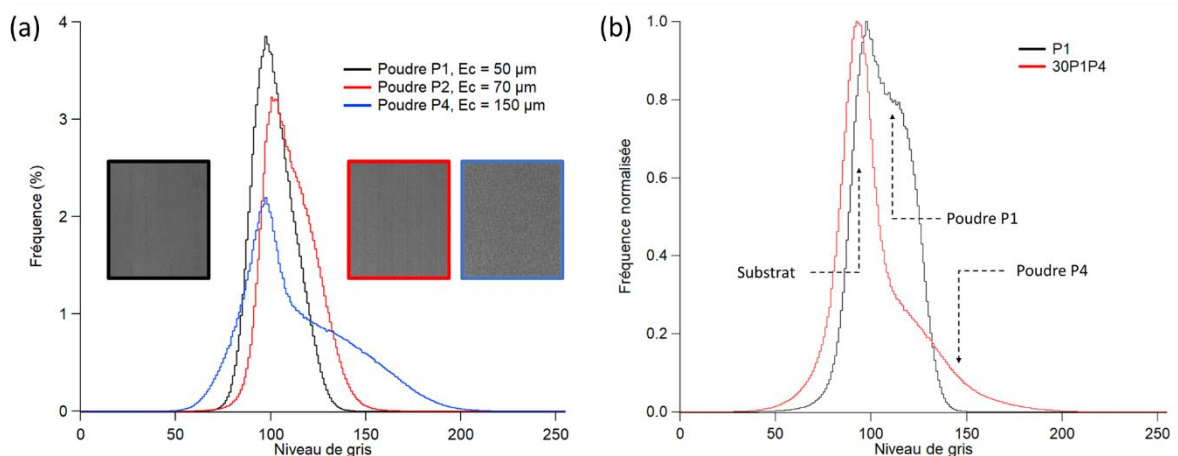 (a)
4
3
2
1
0
Fréquence (%)
Poudre P1, Ec = 50 µm
Poudre P2, Ec = 70 µm
Poudre P4, Ec = 150 µm
0
50
100
150
200
250
Niveau de gris
(b)
1.0
0.8
0.6
0.4
0.2
0.0
Fréquence normalisée
P1
30P1P4
Poudre P1
Substrat
Poudre P4
0
50
100
150
200
250
Niveau de gris